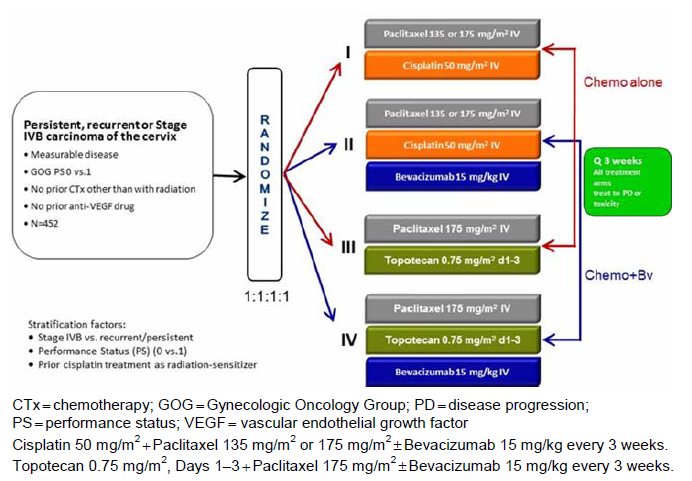 Persistent, recurrent or Stage
IVB carcinoma of the cervix
• Measurable disease
• GOG PS0 vs.1
• No prior CTx other than with radiation
• No prior anti-VEGF drug
• N=452
RANDOMIZE
1:1:1:1
I
Paclitaxel 135 or 175 mg/m² IV
Cisplatin 50 mg/m² IV
II
Paclitaxel 135 or 175 mg/m² IV
Cisplatin 50 mg/m² IV
Bevacizumab 15 mg/kg IV
III
Paclitaxel 175 mg/m² IV
Topotecan 0.75 mg/m² d1-3
IV
Paclitaxel 175 mg/m² IV
Topotecan 0.75 mg/m² d1-3
Bevacizumab 15 mg/kg IV
Chemo alone
Q 3 weeks
All treatment
arms
treat to PD or
toxicity
Chemo+Bv
Stratification factors:
• Stage IVB vs. recurrent/persistent
• Performance Status (PS) (0 vs.1)
• Prior cisplatin treatment as radiation-sensitizer
CTx=chemotherapy; GOG=Gynecologic Oncology Group; PD=disease progression;
PS=performance status; VEGF=vascular endothelial growth factor
Cisplatin 50 mg/m²+Paclitaxel 135 mg/m² or 175 mg/m²±Bevacizumab 15 mg/kg every 3 weeks.
Topotecan 0.75 mg/m², Days 1–3+Paclitaxel 175 mg/m²±Bevacizumab 15 mg/kg every 3 weeks.